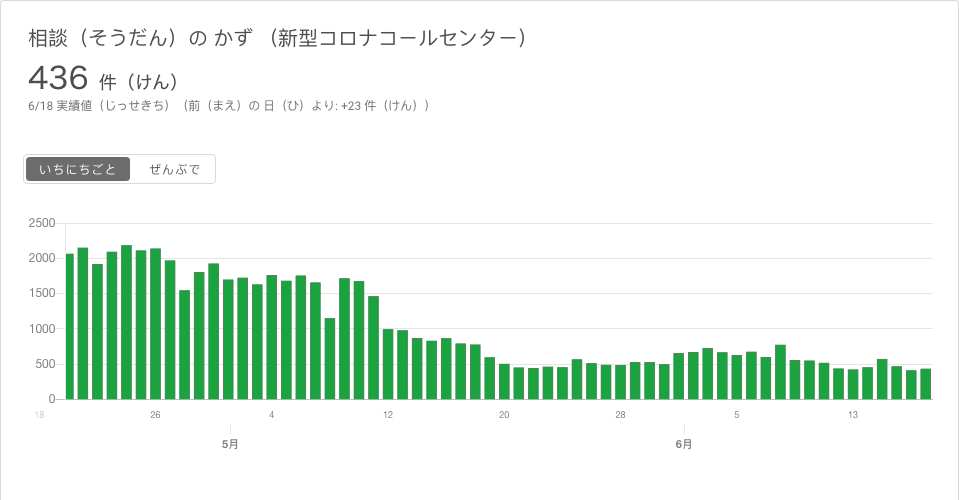 相談（そうだん）の かず （新型コロナコールセンター）
436 件（けん）
6/18 実績値（じっせきち）（前（まえ）の 日（ひ）より: +23 件（けん））
いちにちごと ぜんぶで
2500
2000
1500
1000
500
0
18 26 4 12 20 28 5 13
5月 6月